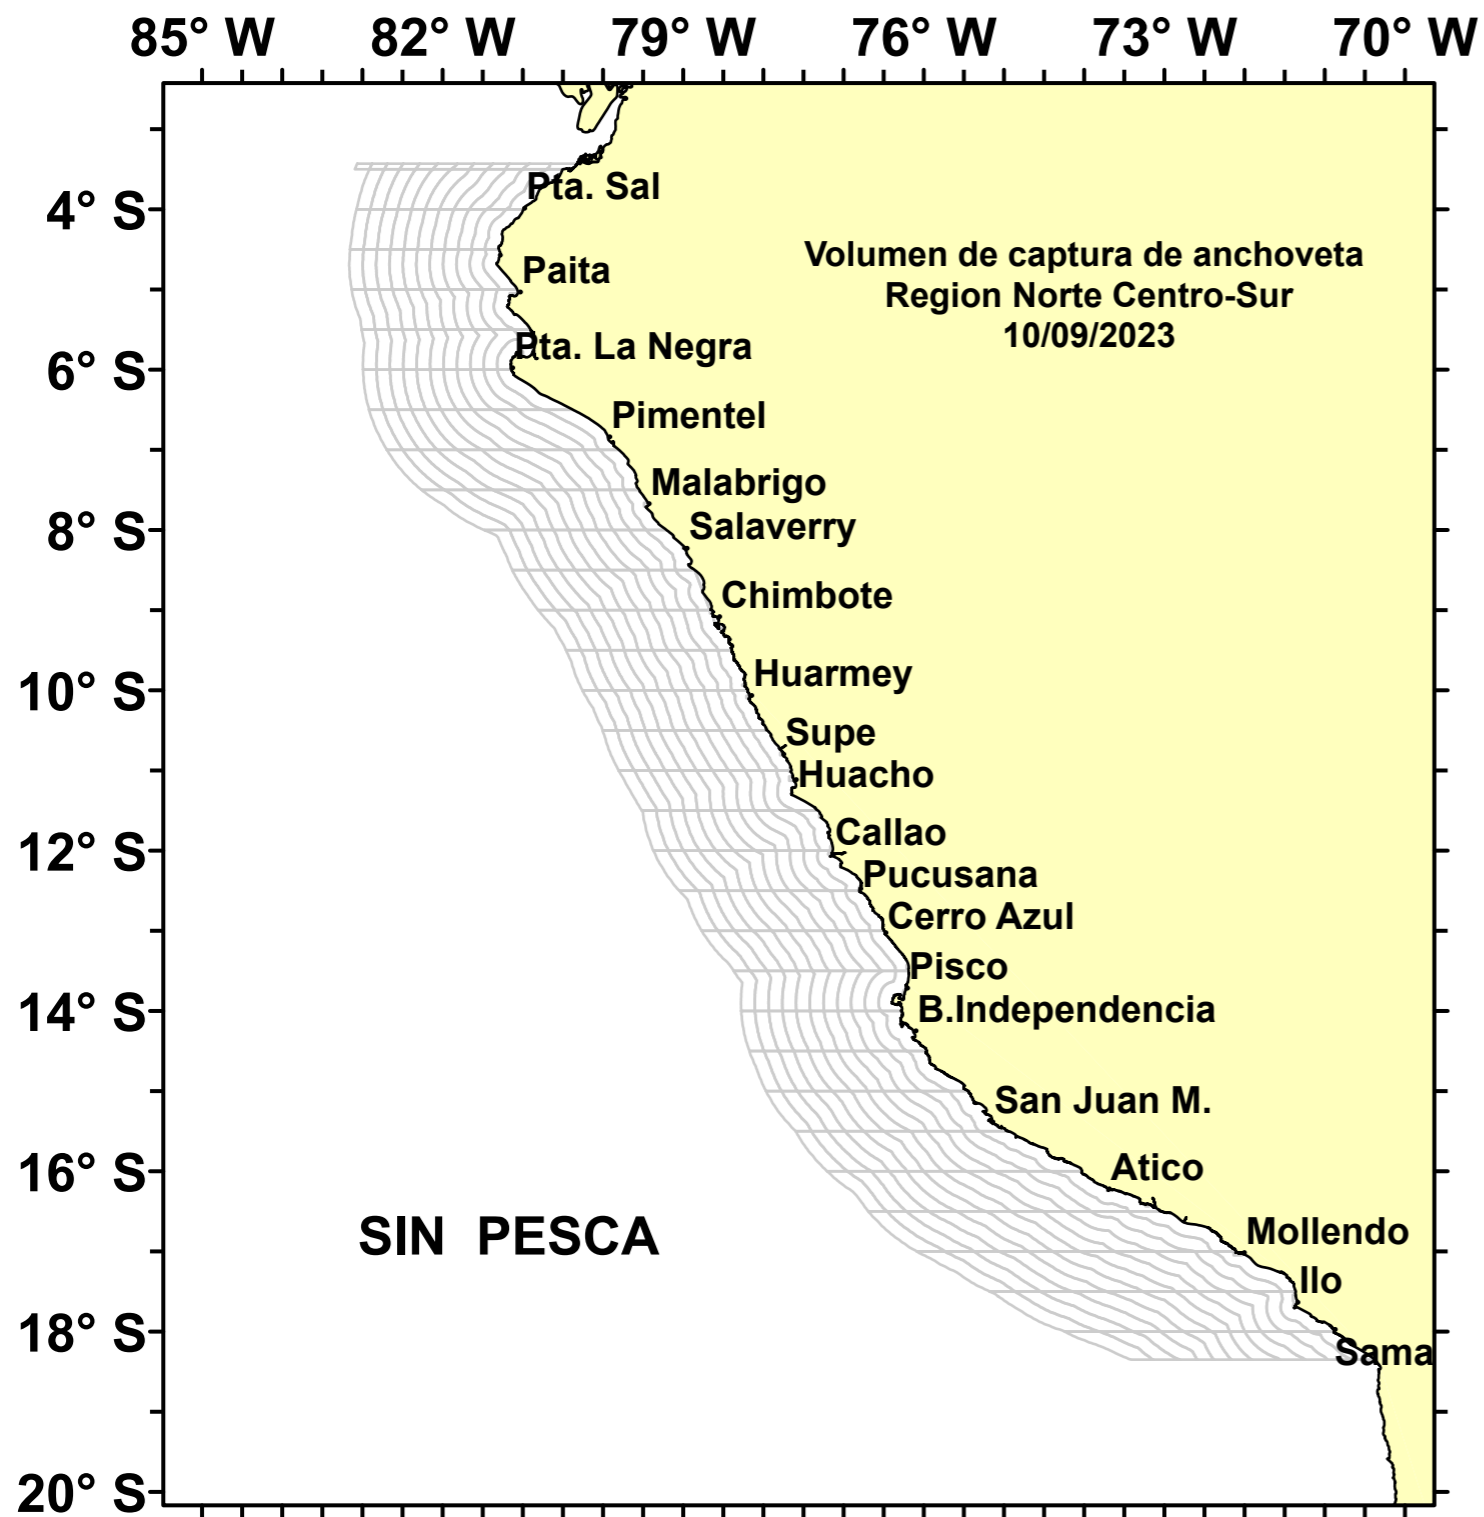 85° W 82° W 79° W 76° W 73° W 70° W
4° S
6° S
8° S
10° S
12° S
14° S
16° S
18° S
20° S
Volumen de captura de anchoveta
Region Norte Centro-Sur
10/09/2023
Pta. Sal
Paita
Pta. La Negra
Pimentel
Malabrigo
Salaverry
Chimbote
Huarmey
Supe
Huacho
Callao
Pucusana
Cerro Azul
Pisco
B.Independencia
San Juan M.
Atico
Mollendo
Ilo
Sama
SIN PESCA